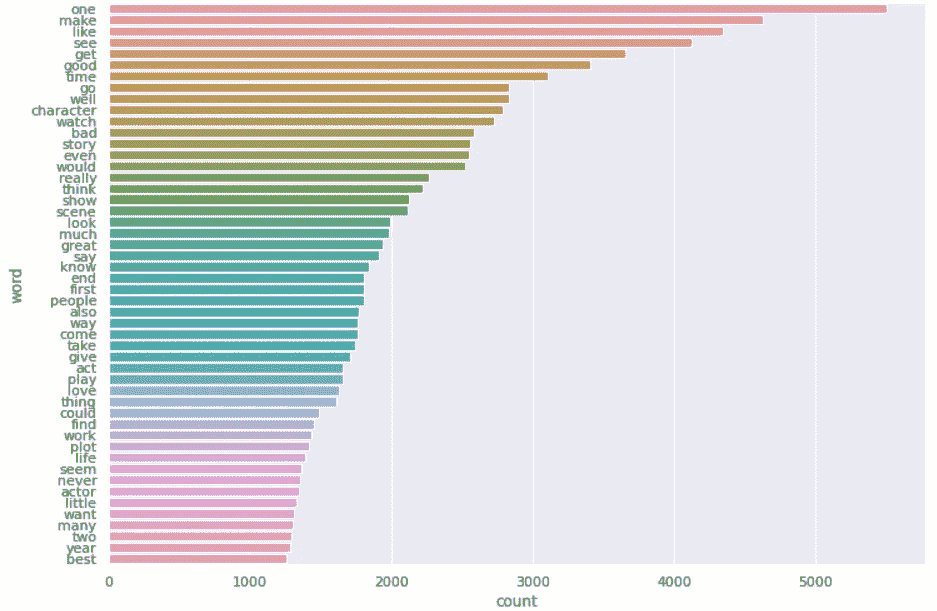 one
make
like
see
get
good
time
go
well
character
watch
bad
story
even
would
really
think
show
scene
look
much
great
say
know
end
first
people
also
way
come
take
give
act
play
love
thing
could
find
work
plot
life
seem
never
actor
little
want
many
two
year
best
word
0 1000 2000 3000 4000 5000
count